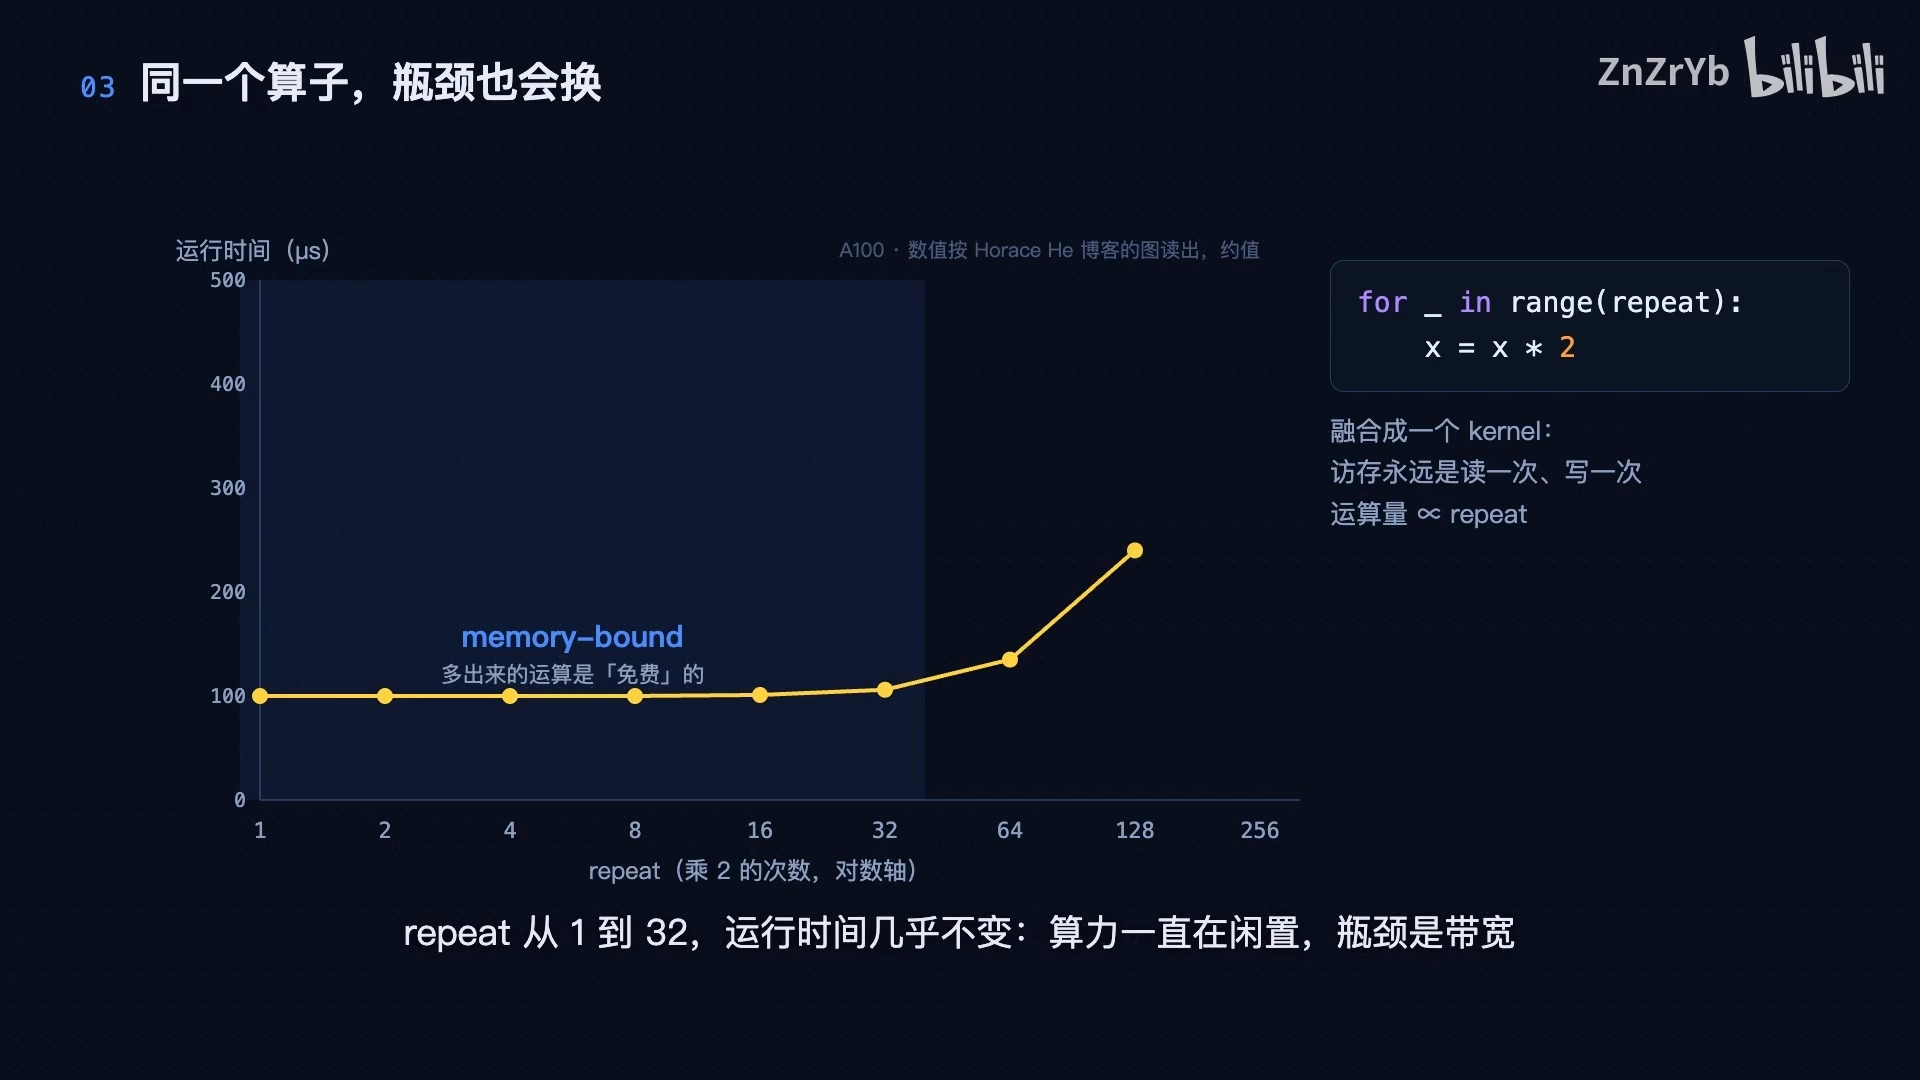 03 同一个算子，瓶颈也会换
ZnZrYb bilibili
运行时间（μs）
A100 · 数值按 Horace He 博客的图读出，约值
500
400
300
200
100
0
memory-bound
多出来的运算是「免费」的
1 2 4 8 16 32 64 128 256
repeat（乘 2 的次数，对数轴）
for _ in range(repeat):
    x = x * 2
融合成一个 kernel：
访存永远是读一次、写一次
运算量 ∝ repeat
repeat 从 1 到 32，运行时间几乎不变：算力一直在闲置，瓶颈是带宽